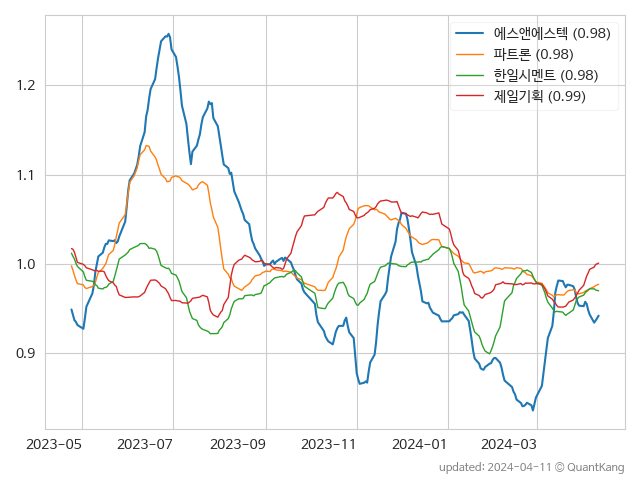 에스앤에스텍 (0.98)
파트론 (0.98)
한일시멘트 (0.98)
제일기획 (0.99)
1.2
1.1
1.0
0.9
2023-05 2023-07 2023-09 2023-11 2024-01 2024-03
updated: 2024-04-11 © QuantKang